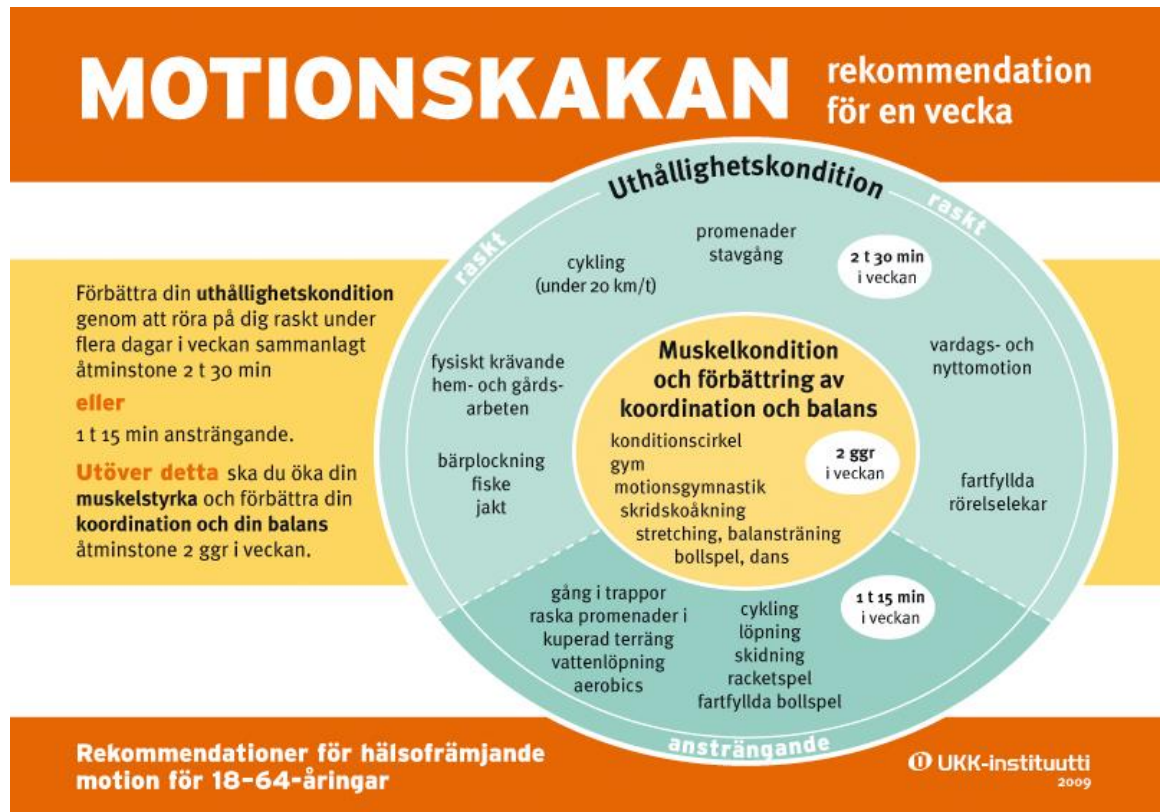 MOTIONSKAKAN
rekommendation
för en vecka
Förbättra din uthållighetskondition
genom att röra på dig raskt under
flera dagar i veckan sammanlagt
åtminstone 2 t 30 min
eller
1 t 15 min ansträngande.
Utöver detta ska du öka din
muskelstyrka och förbättra din
koordination och din balans
åtminstone 2 ggr i veckan.
Uthållighetskondition
raskt
raskt
promenader
stavgång
2 t 30 min
i veckan
cykling
(under 20 km/t)
fysiskt krävande
hem- och gårds-
arbeten
bärplockning
fiske
jakt
vardags- och
nyttomotion
fartfyllda
rörelselekar
Muskelkondition
och förbättring av
koordination och balans
konditionscirkel
gym
motionsgymnastik
skridskoåkning
stretching, balansträning
bollspel, dans
2 ggr
i veckan
gång i trappor
raska promenader i
kuperad terräng
vattenlöpning
aerobics
cykling
löpning
skidning
racketspel
fartfyllda bollspel
1 t 15 min
i veckan
ansträngande
Rekommendationer för hälsofrämjande
motion för 18–64-åringar
UKK-instituutti
2009